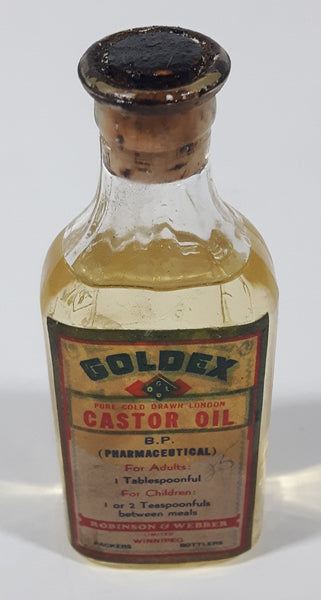 GOLDEX
PURE COLD DRAWN LONDON
CASTOR OIL
B.P.
(PHARMACEUTICAL)
For Adults:
1 Tablespoonful
For Children:
1 or 2 Teaspoonfuls
between meals
ROBINSON & WEBBER
LIMITED
WINNIPEG
PACKERS BOTTLERS